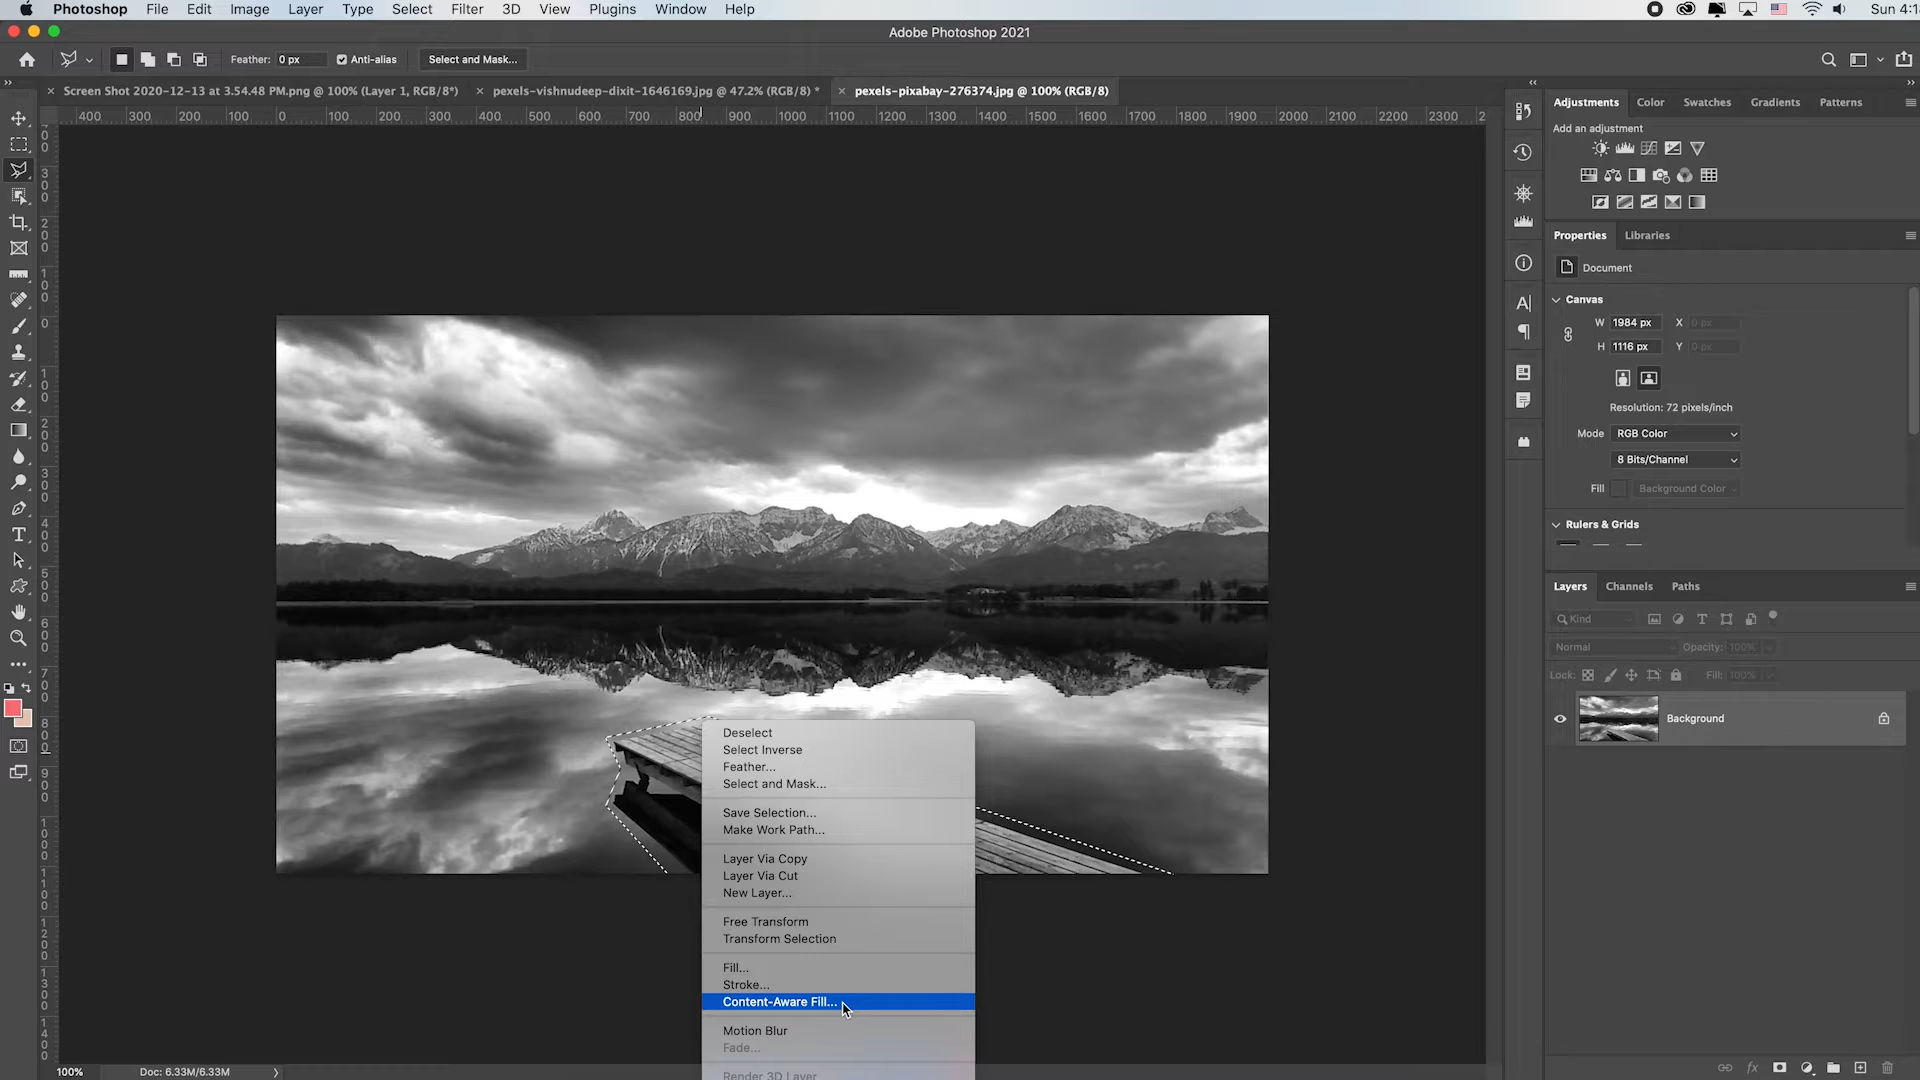 Photoshop File Edit Image Layer Type Select Filter 3D View Plugins Window Help
Adobe Photoshop 2021
Feather: 0 px Anti-alias Select and Mask...
Screen Shot 2020-12-13 at 3.54.48 PM.png @ 100% (Layer 1, RGB/8*) pexels-vishnudeep-dixit-1646169.jpg @ 47.2% (RGB/8) * pexels-pixabay-276374.jpg @ 100% (RGB/8)
400 300 200 100 0 100 200 300 400 500 600 700 800 900 1000 1100 1200 1300 1400 1500 1600 1700 1800 1900 2000 2100 2200 2300
Adjustments Color Swatches Gradients Patterns
Add an adjustment
Properties Libraries
Document
Canvas
W 1984 px X 0 px
H 1116 px Y 0 px
Resolution: 72 pixels/inch
Mode RGB Color
8 Bits/Channel
Fill Background Color
Rulers & Grids
Layers Channels Paths
Kind
Normal Opacity: 100%
Lock: Fill: 100%
Background
Deselect
Select Inverse
Feather...
Select and Mask...
Save Selection...
Make Work Path...
Layer Via Copy
Layer Via Cut
New Layer...
Free Transform
Transform Selection
Fill...
Stroke...
Content-Aware Fill...
Motion Blur
Fade...
Render 3D Layer
100% Doc: 6.33M/6.33M